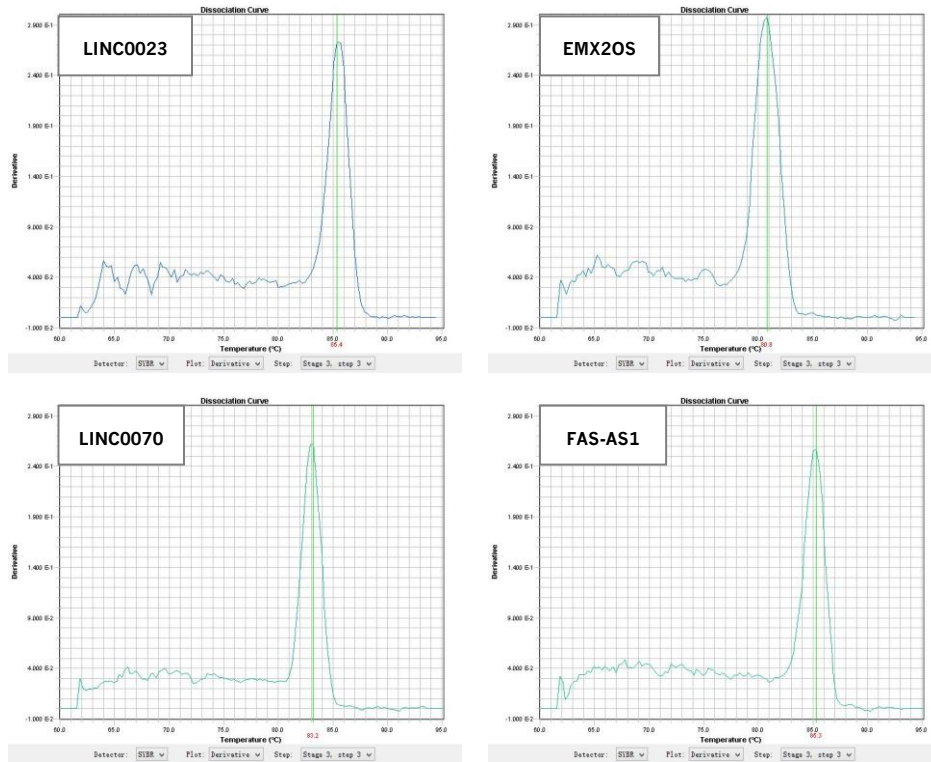 Dissociation Curve
LINC0023
2.900 E-1
2.400 E-1
1.900 E-1
1.400 E-1
9.000 E-2
4.000 E-2
-1.000 E-2
Derivative
60.0 65.0 70.0 75.0 80.0 85.0 90.0 95.0
Temperature (°C)
85.4
Detector: SYBR Plot: Derivative Step: Stage 3, step 3
Dissociation Curve
EMX2OS
2.900 E-1
2.400 E-1
1.900 E-1
1.400 E-1
9.000 E-2
4.000 E-2
-1.000 E-2
Derivative
60.0 65.0 70.0 75.0 80.0 85.0 90.0 95.0
Temperature (°C)
80.8
Detector: SYBR Plot: Derivative Step: Stage 3, step 3
Dissociation Curve
LINC0070
2.900 E-1
2.400 E-1
1.900 E-1
1.400 E-1
9.000 E-2
4.000 E-2
-1.000 E-2
Derivative
60.0 65.0 70.0 75.0 80.0 85.0 90.0 95.0
Temperature (°C)
83.2
Detector: SYBR Plot: Derivative Step: Stage 3, step 3
Dissociation Curve
FAS-AS1
2.900 E-1
2.400 E-1
1.900 E-1
1.400 E-1
9.000 E-2
4.000 E-2
-1.000 E-2
Derivative
60.0 65.0 70.0 75.0 80.0 85.0 90.0 95.0
Temperature (°C)
85.3
Detector: SYBR Plot: Derivative Step: Stage 3, step 3